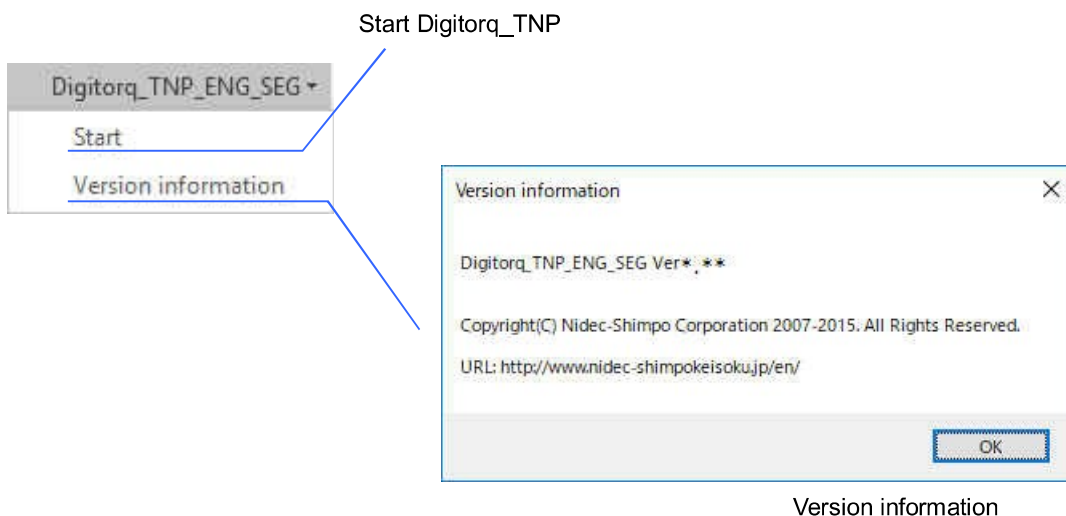 Start Digitorq_TNP
Digitorq_TNP_ENG_SEG
Start
Version information
Version information
Digitorq_TNP_ENG_SEG Ver*.**
Copyright(C) Nidec-Shimpo Corporation 2007-2015. All Rights Reserved.
URL: http://www.nidec-shimpokeisoku.jp/en/
OK
Version information